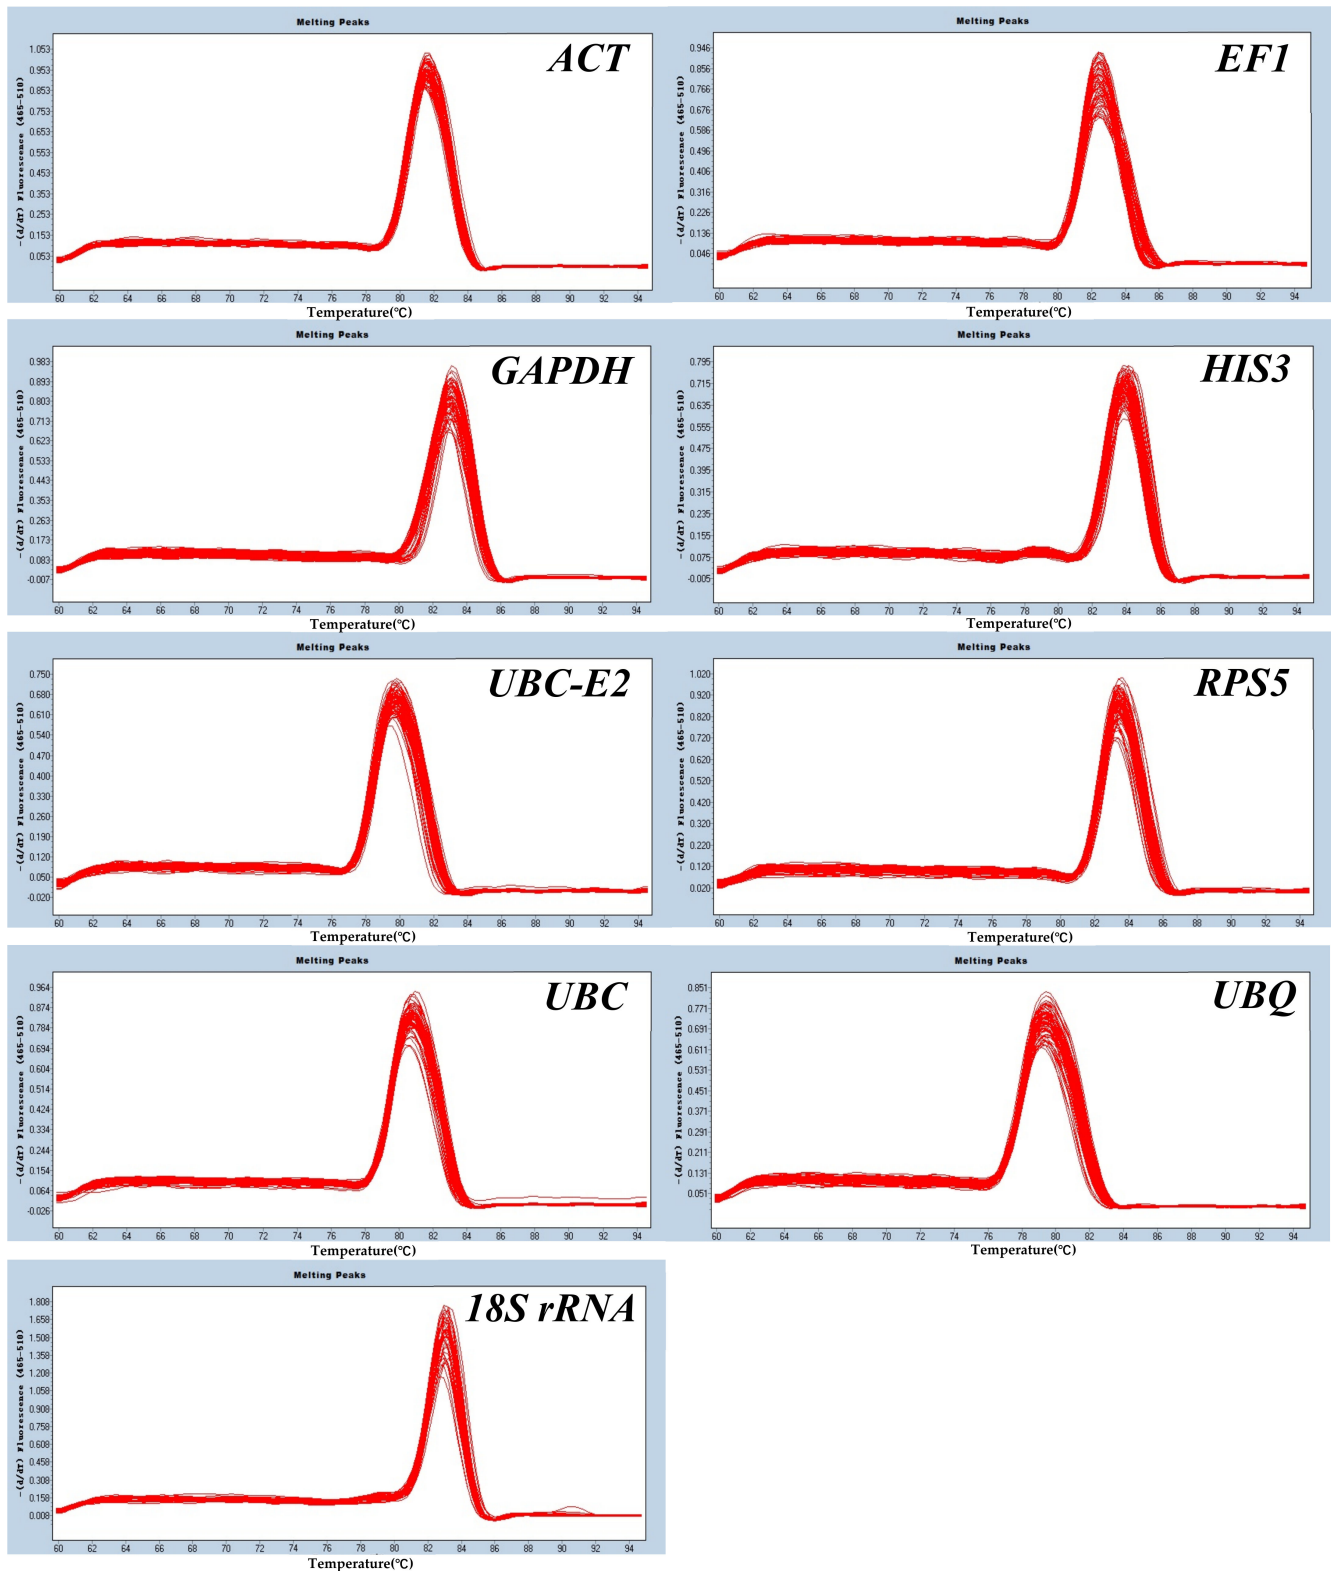 Melting Peaks
ACT
-(d/dT) Fluorescence (465-510)
1.053
0.953
0.853
0.753
0.653
0.553
0.453
0.353
0.253
0.153
0.053
60 62 64 66 68 70 72 74 76 78 80 82 84 86 88 90 92 94
Temperature(℃)
Melting Peaks
EF1
-(d/dT) Fluorescence (465-510)
0.946
0.856
0.766
0.676
0.586
0.496
0.406
0.316
0.226
0.136
0.046
60 62 64 66 68 70 72 74 76 78 80 82 84 86 88 90 92 94
Temperature(℃)
Melting Peaks
GAPDH
-(d/dT) Fluorescence (465-510)
0.983
0.893
0.803
0.713
0.623
0.533
0.443
0.353
0.263
0.173
0.083
-0.007
60 62 64 66 68 70 72 74 76 78 80 82 84 86 88 90 92 94
Temperature(℃)
Melting Peaks
HIS3
-(d/dT) Fluorescence (465-510)
0.795
0.715
0.635
0.555
0.475
0.395
0.315
0.235
0.155
0.075
-0.005
60 62 64 66 68 70 72 74 76 78 80 82 84 86 88 90 92 94
Temperature(℃)
Melting Peaks
UBC-E2
-(d/dT) Fluorescence (465-510)
0.750
0.680
0.610
0.540
0.470
0.400
0.330
0.260
0.190
0.120
0.050
-0.020
60 62 64 66 68 70 72 74 76 78 80 82 84 86 88 90 92 94
Temperature(℃)
Melting Peaks
RPS5
-(d/dT) Fluorescence (465-510)
1.020
0.920
0.820
0.720
0.620
0.520
0.420
0.320
0.220
0.120
0.020
60 62 64 66 68 70 72 74 76 78 80 82 84 86 88 90 92 94
Temperature(℃)
Melting Peaks
UBC
-(d/dT) Fluorescence (465-510)
0.964
0.874
0.784
0.694
0.604
0.514
0.424
0.334
0.244
0.154
0.064
-0.026
60 62 64 66 68 70 72 74 76 78 80 82 84 86 88 90 92 94
Temperature(℃)
Melting Peaks
UBQ
-(d/dT) Fluorescence (465-510)
0.851
0.771
0.691
0.611
0.531
0.451
0.371
0.291
0.211
0.131
0.051
60 62 64 66 68 70 72 74 76 78 80 82 84 86 88 90 92 94
Temperature(℃)
Melting Peaks
18S rRNA
-(d/dT) Fluorescence (465-510)
1.808
1.658
1.508
1.358
1.208
1.058
0.908
0.758
0.608
0.458
0.308
0.158
0.008
60 62 64 66 68 70 72 74 76 78 80 82 84 86 88 90 92 94
Temperature(℃)